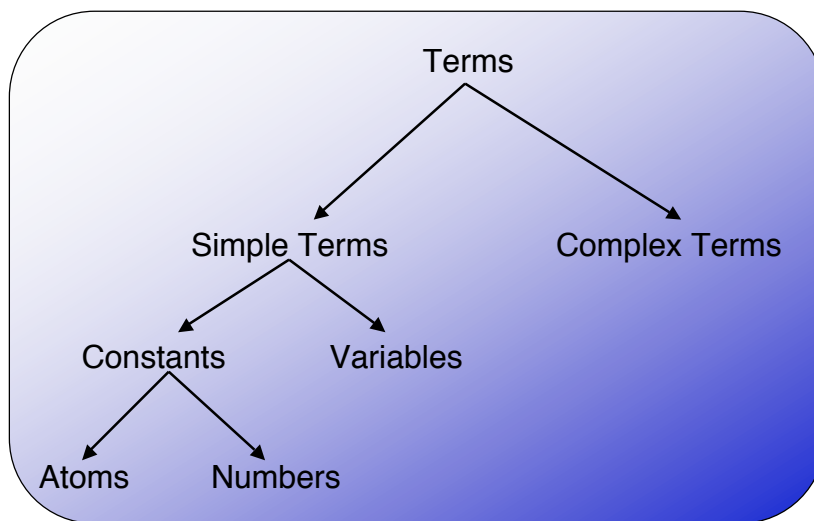 Terms
Simple Terms Complex Terms
Constants Variables
Atoms Numbers